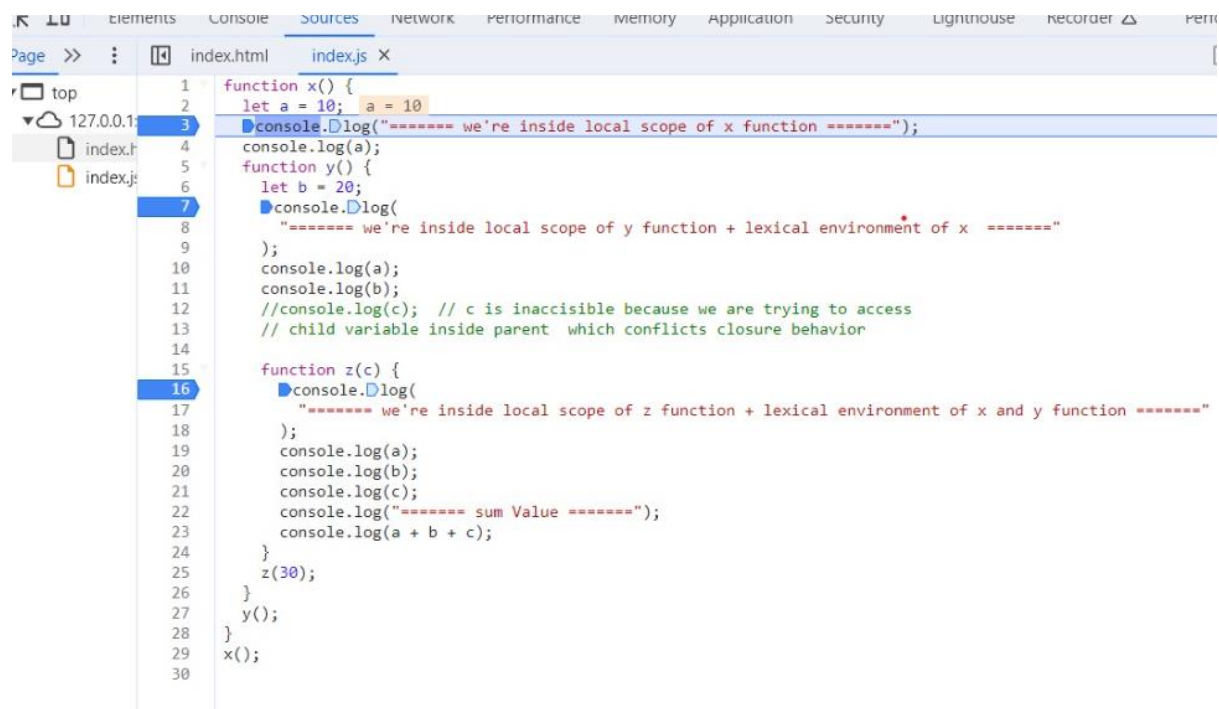 Elements Console Sources Network Performance Memory Application Security Lighthouse Recorder
Page >> ⋮ index.html index.js ×
top
127.0.0.1:
index.h
index.js
1 function x() {
2 let a = 10; a = 10
3 console.log("======= we're inside local scope of x function =======");
4 console.log(a);
5 function y() {
6 let b = 20;
7 console.log(
8 "======= we're inside local scope of y function + lexical environment of x  ======="
9 );
10 console.log(a);
11 console.log(b);
12 //console.log(c);  // c is inaccisible because we are trying to access
13 // child variable inside parent  which conflicts closure behavior
14
15 function z(c) {
16 console.log(
17 "======= we're inside local scope of z function + lexical environment of x and y function ======="
18 );
19 console.log(a);
20 console.log(b);
21 console.log(c);
22 console.log("======= sum Value =======");
23 console.log(a + b + c);
24 }
25 z(30);
26 }
27 y();
28 }
29 x();
30